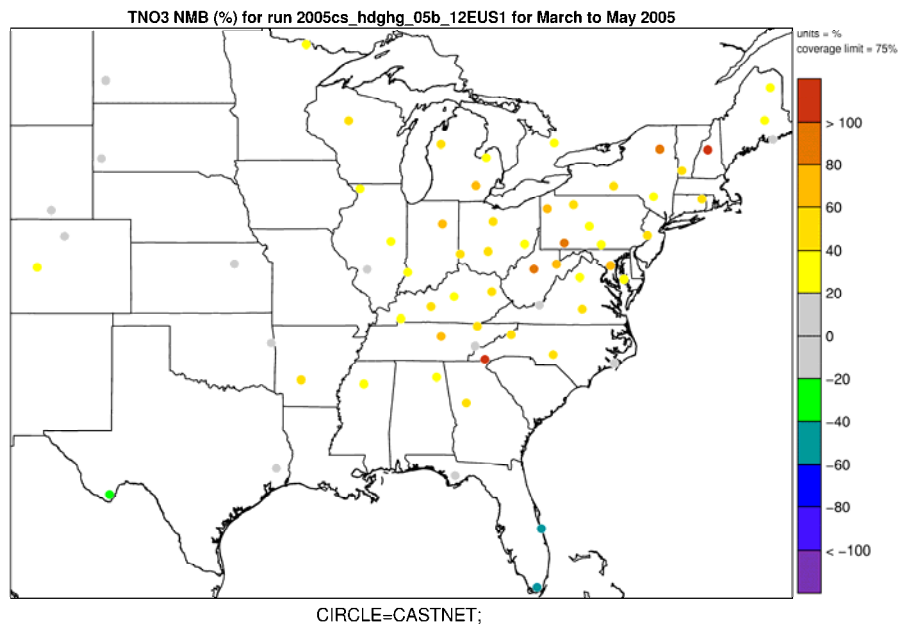 TNO3 NMB (%) for run 2005cs_hdghg_05b_12EUS1 for March to May 2005
units = %
coverage limit = 75%
> 100
80
60
40
20
0
−20
−40
−60
−80
< −100
CIRCLE=CASTNET;